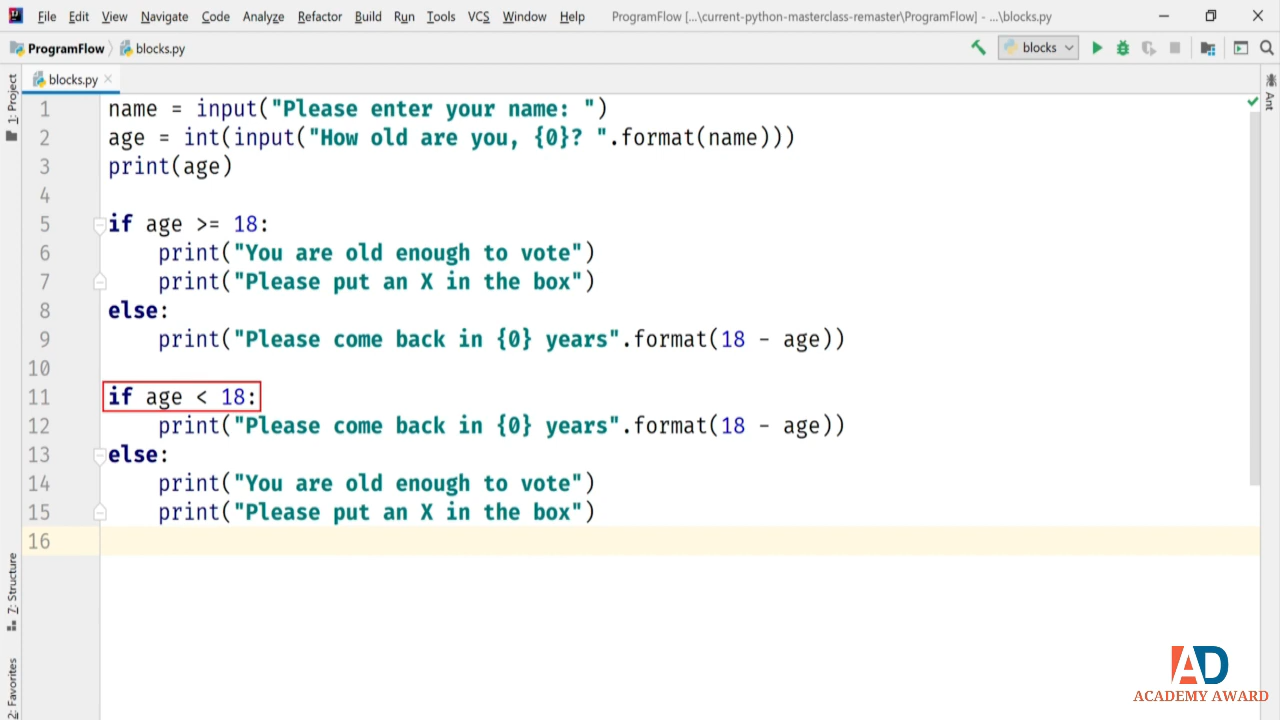 File Edit View Navigate Code Analyze Refactor Build Run Tools VCS Window Help ProgramFlow [...\current-python-masterclass-remaster\ProgramFlow] - ...\blocks.py
ProgramFlow blocks.py blocks
1: Project
blocks.py
Ant
1 name = input("Please enter your name: ")
2 age = int(input("How old are you, {0}? ".format(name)))
3 print(age)
4
5 if age >= 18:
6     print("You are old enough to vote")
7     print("Please put an X in the box")
8 else:
9     print("Please come back in {0} years".format(18 - age))
10
11 if age < 18:
12     print("Please come back in {0} years".format(18 - age))
13 else:
14     print("You are old enough to vote")
15     print("Please put an X in the box")
16
7: Structure
2: Favorites
AD
ACADEMY AWARD